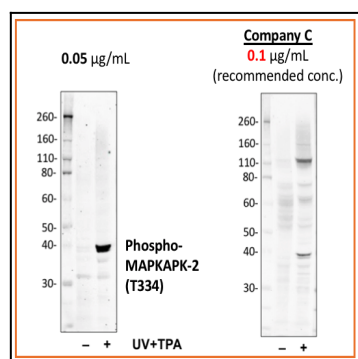 0.05 µg/mL
Company C
0.1 µg/mL
(recommended conc.)
260-
160-
110-
80-
60-
50-
40-
30-
Phospho-
MAPKAPK-2
(T334)
– + UV+TPA
260-
160-
110-
80-
60-
50-
40-
30-
– +